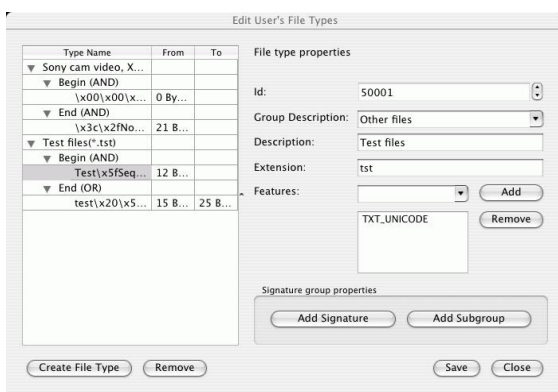 Edit User's File Types
Type Name From To
Sony cam video, X...
Begin (AND)
\x00\x00\x... 0 By...
End (AND)
\x3c\x2fNo... 21 B...
Test files(*.tst)
Begin (AND)
Test\x5fSeq... 12 B...
End (OR)
test\x20\x5... 15 B... 25 B...
File type properties
Id: 50001
Group Description: Other files
Description: Test files
Extension: tst
Features: Add
TXT_UNICODE Remove
Signature group properties
Add Signature Add Subgroup
Create File Type Remove Save Close